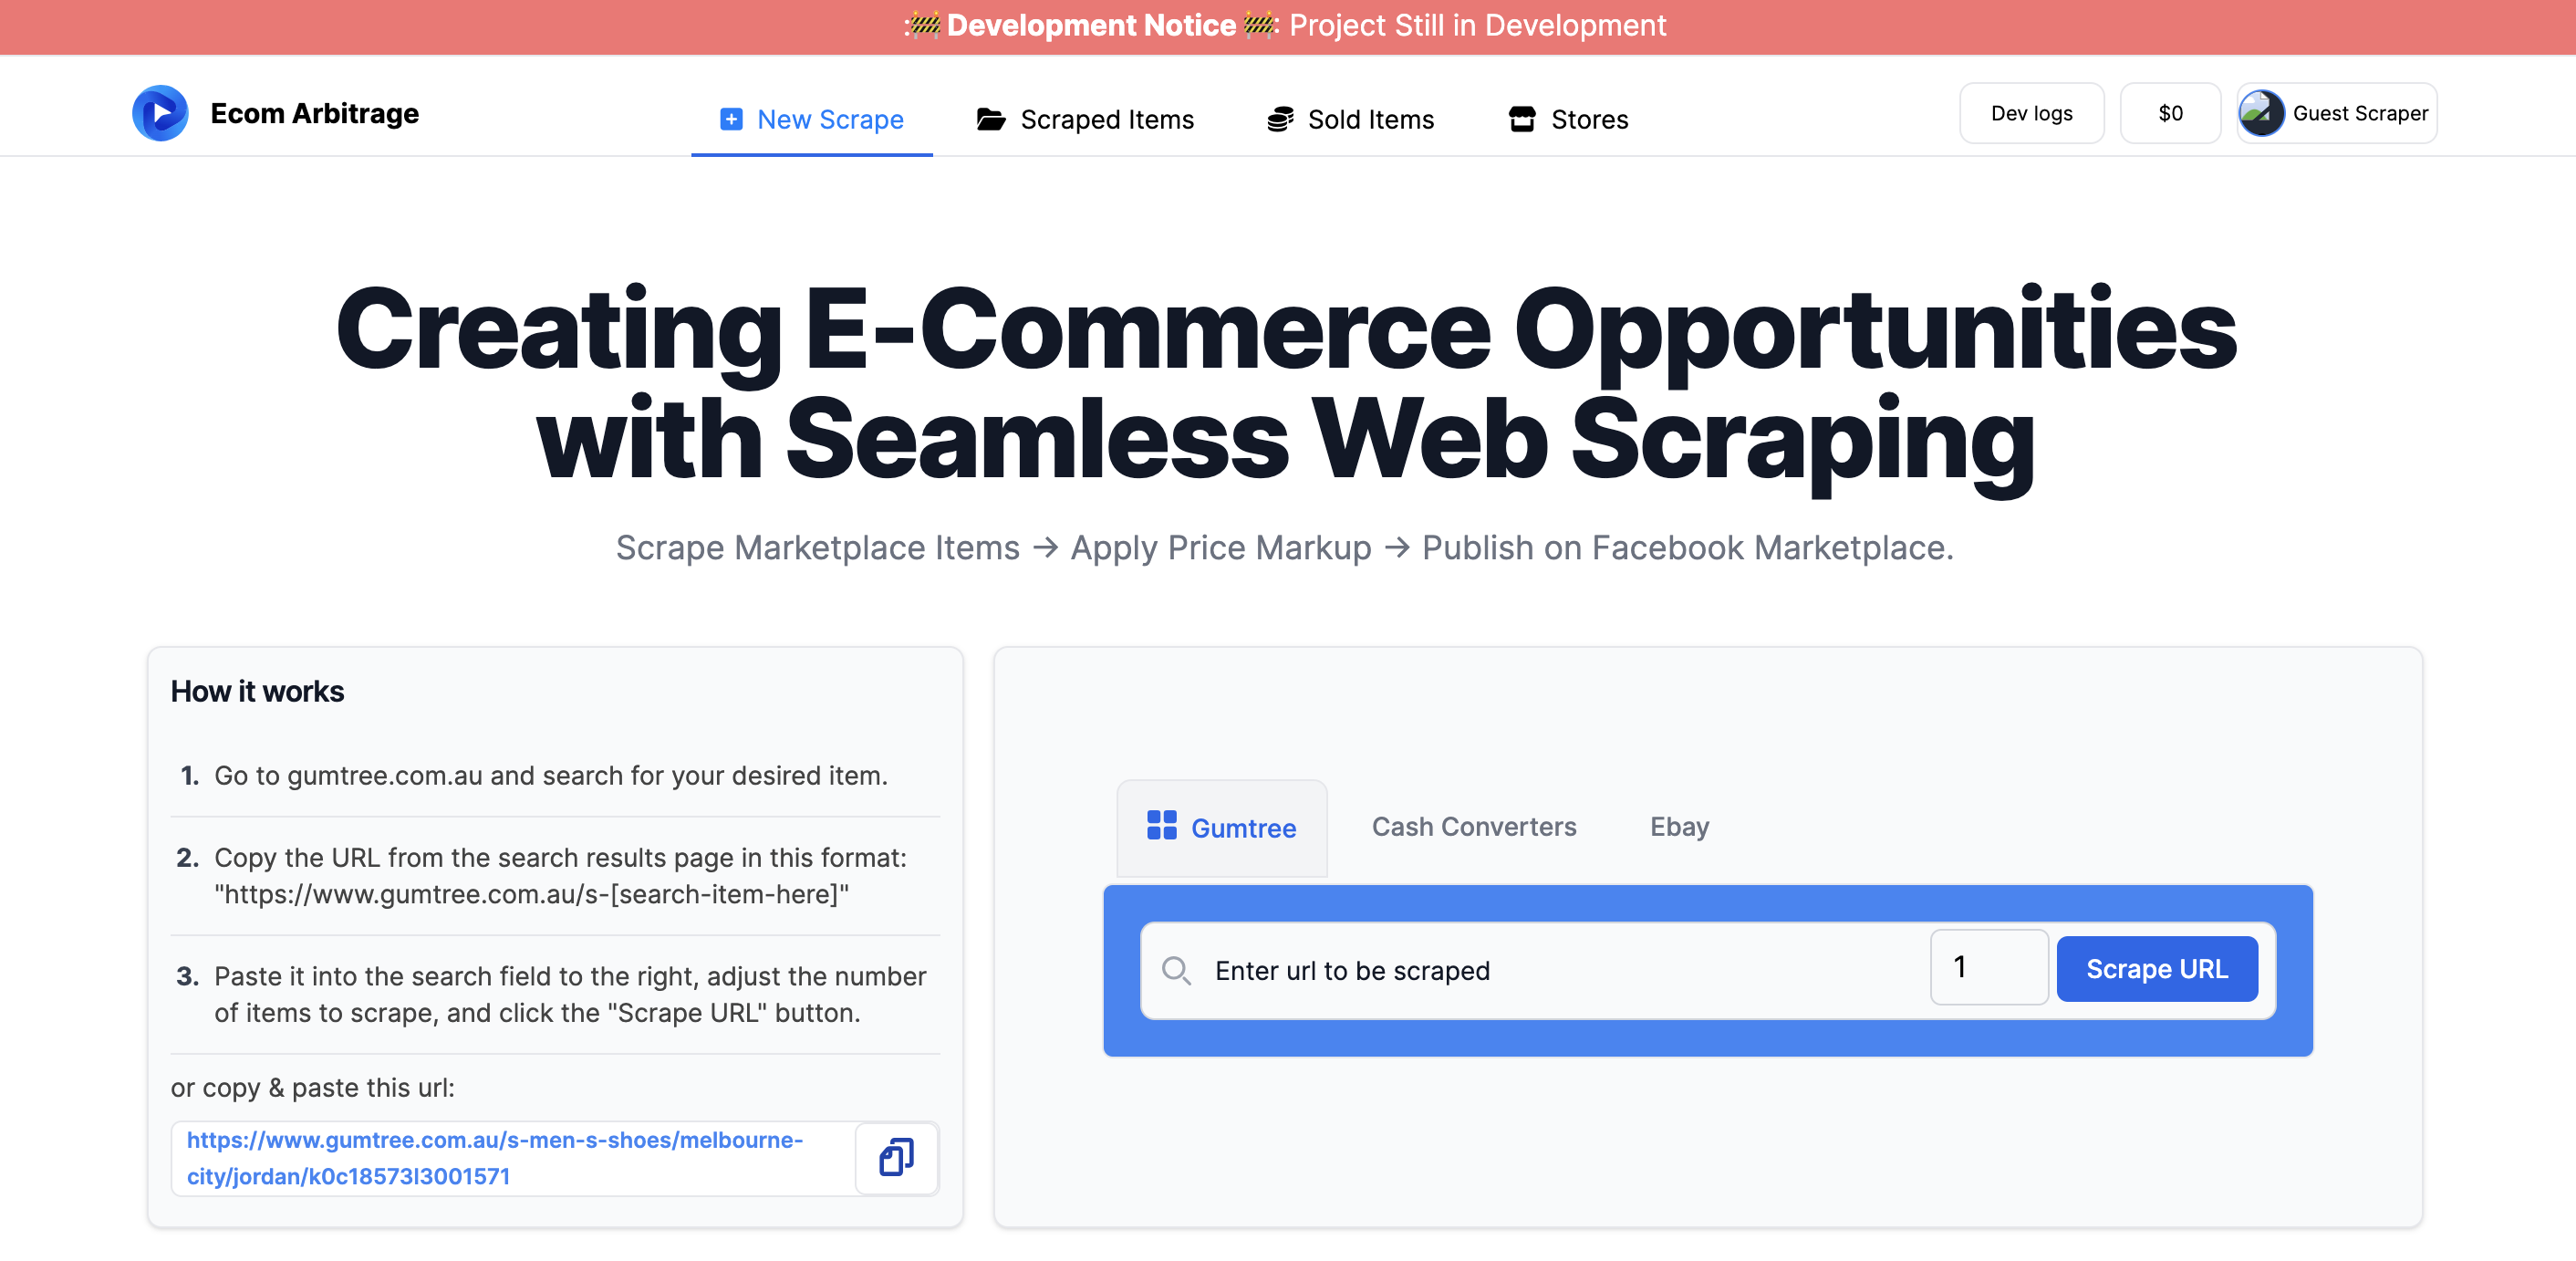 :🚧 Development Notice 🚧: Project Still in Development
Ecom Arbitrage
New Scrape
Scraped Items
Sold Items
Stores
Dev logs
$0
Guest Scraper
Creating E-Commerce Opportunities
with Seamless Web Scraping
Scrape Marketplace Items → Apply Price Markup → Publish on Facebook Marketplace.
How it works
1. Go to gumtree.com.au and search for your desired item.
2. Copy the URL from the search results page in this format:
"https://www.gumtree.com.au/s-[search-item-here]"
3. Paste it into the search field to the right, adjust the number
of items to scrape, and click the "Scrape URL" button.
or copy & paste this url:
https://www.gumtree.com.au/s-men-s-shoes/melbourne-
city/jordan/k0c18573l3001571
Gumtree
Cash Converters
Ebay
Enter url to be scraped
1
Scrape URL